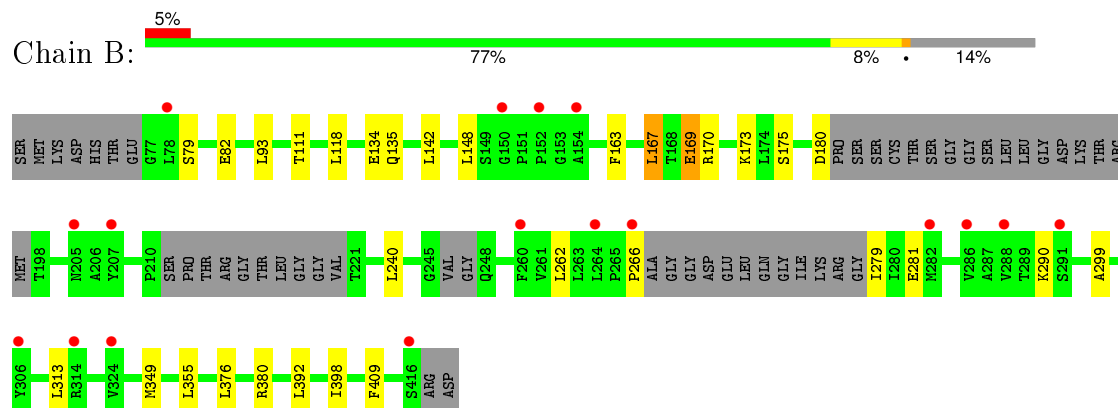 5%
Chain B:
77% 8% • 14%
SER MET LYS ASP HIS THR GLU G77 L78 S79 E82 L93 T111 L118 E134 Q135 L142 L148 S149 G150 P151 P152 G153 A154 F163 L167 T168 E169 R170 K173 L174 S175 D180 PRO SER SER CYS THR SER GLY GLY SER LEU LEU GLY ASP LYS THR ARG
MET T198 N205 A206 Y207 P210 SER PRO THR ARG GLY THR LEU GLY GLY VAL T221 L240 G245 VAL GLY Q248 F260 V261 L262 L263 L264 P265 P266 ALA GLY GLY ASP GLU LEU GLN GLY ILE LYS ARG GLY I279 I280 E281 M282 V286 A287 V288 T289 K290 S291 A299
Y306 L313 R314 V324 M349 L355 L376 R380 L392 I398 F409 S416 ARG ASP